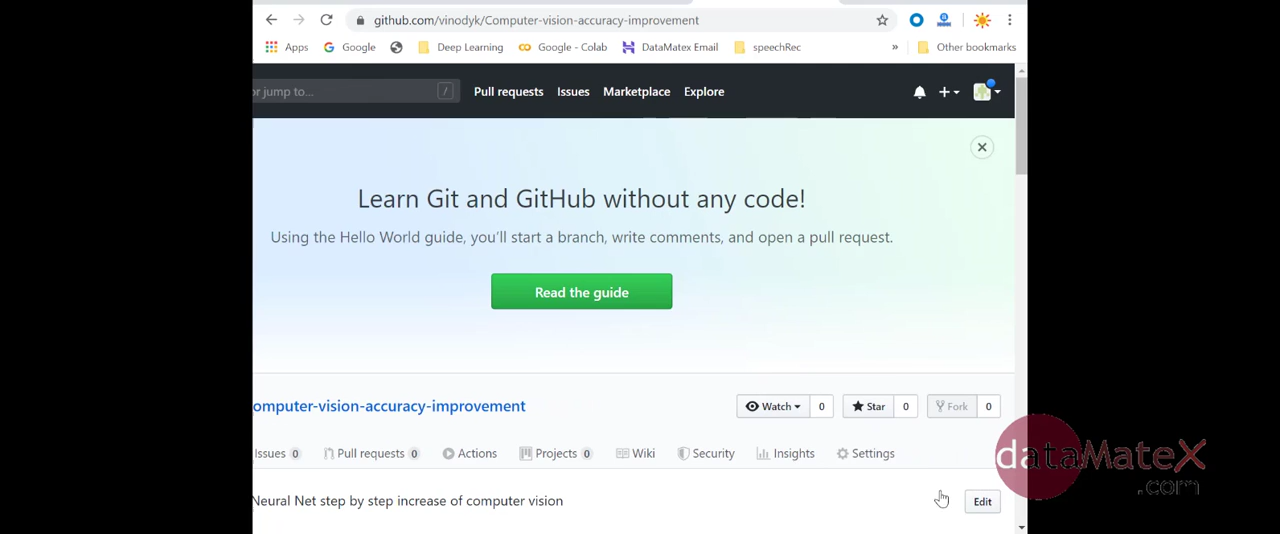 github.com/vinodyk/Computer-vision-accuracy-improvement
Apps Google Deep Learning Google - Colab DataMatex Email speechRec » Other bookmarks
or jump to... / Pull requests Issues Marketplace Explore
Learn Git and GitHub without any code!
Using the Hello World guide, you’ll start a branch, write comments, and open a pull request.
Read the guide
omputer-vision-accuracy-improvement Watch 0 Star 0 Fork 0
Issues 0 Pull requests 0 Actions Projects 0 Wiki Security Insights Settings
dataMateX
.com
Neural Net step by step increase of computer vision Edit